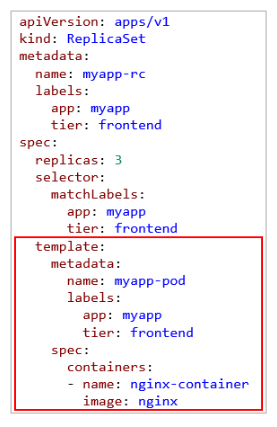 apiVersion: apps/v1
kind: ReplicaSet
metadata:
  name: myapp-rc
  labels:
    app: myapp
    tier: frontend
spec:
  replicas: 3
  selector:
    matchLabels:
      app: myapp
      tier: frontend
  template:
    metadata:
      name: myapp-pod
      labels:
        app: myapp
        tier: frontend
    spec:
      containers:
      - name: nginx-container
        image: nginx